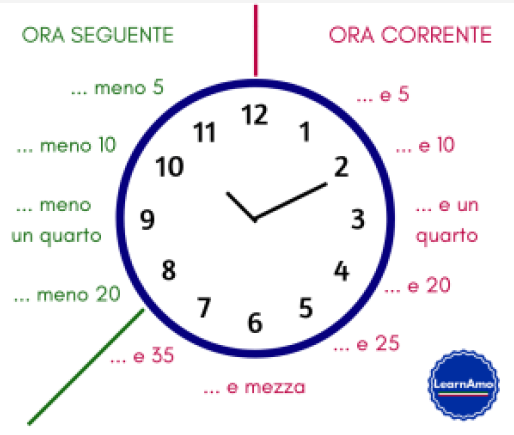 ORA SEGUENTE
ORA CORRENTE
... meno 5
... e 5
... meno 10
... e 10
... meno
un quarto
... e un
quarto
... meno 20
... e 20
... e 35
... e 25
... e mezza
12
1
2
3
4
5
6
7
8
9
10
11
LearnAmo